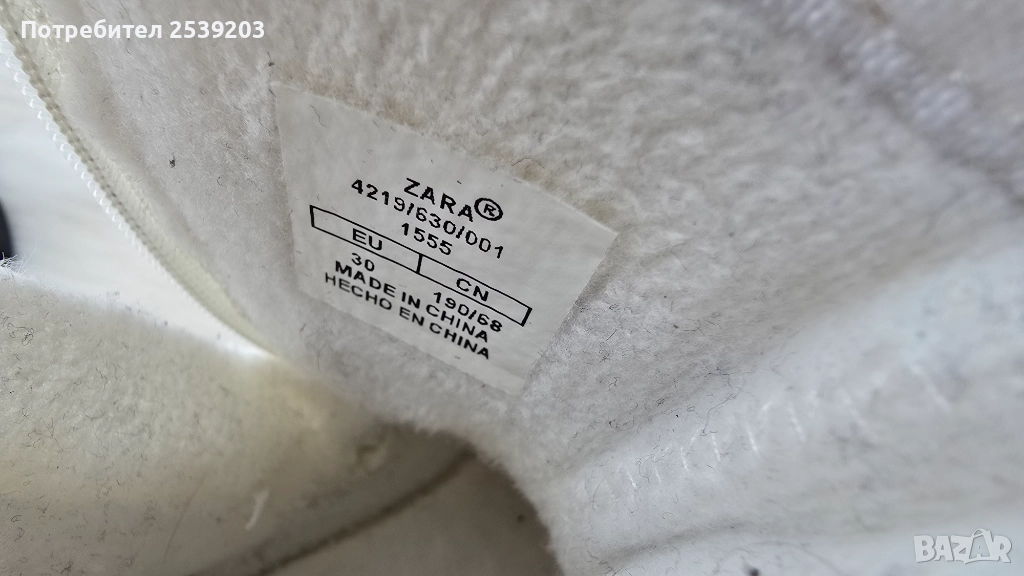 Потребител 2539203
ZARA®
4219/630/001
1555
EU CN
30 190/68
MADE IN CHINA
HECHO EN CHINA
BAZAR